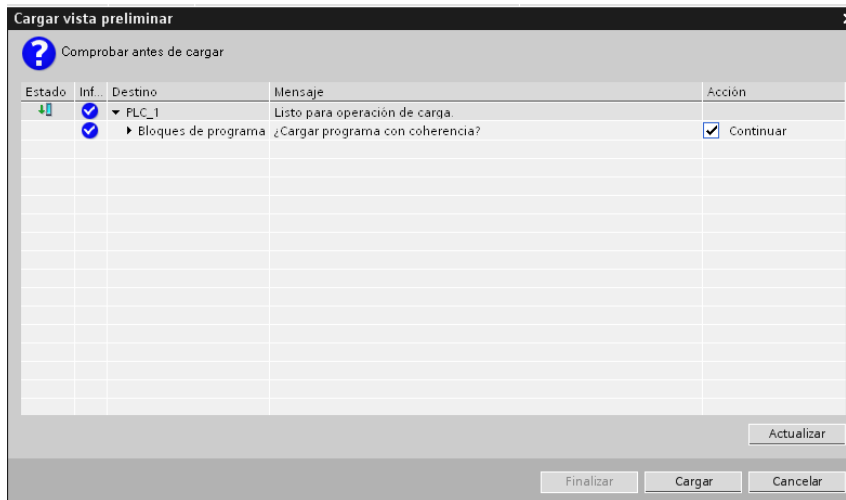 Cargar vista preliminar
Comprobar antes de cargar
Estado Inf... Destino Mensaje Acción
PLC_1 Listo para operación de carga.
Bloques de programa ¿Cargar programa con coherencia? Continuar
Actualizar
Finalizar Cargar Cancelar